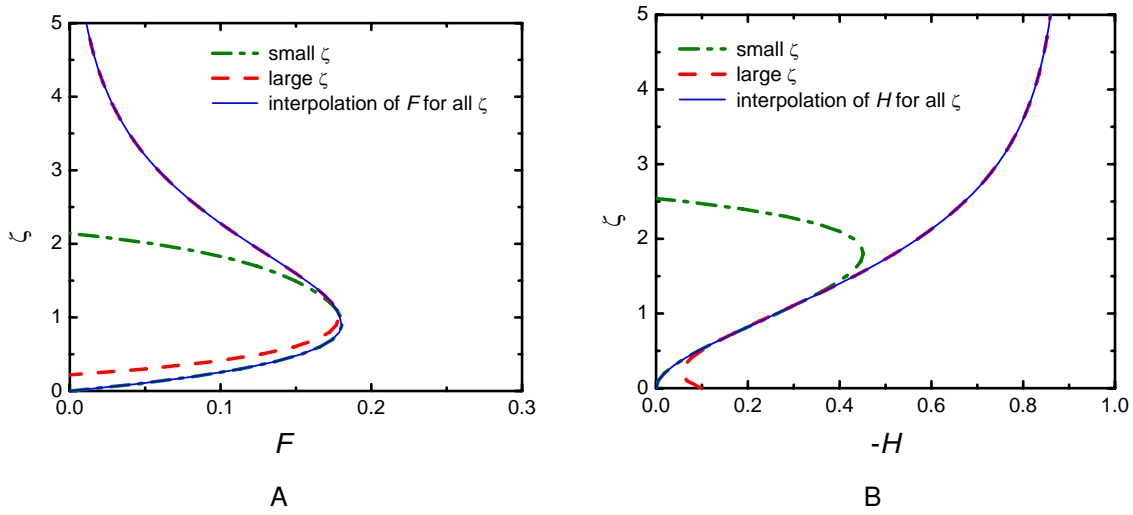 5
4
3
2
1
0
ζ
small ζ
large ζ
interpolation of F for all ζ
0.0 0.1 0.2 0.3
F
A
5
4
3
2
1
0
ζ
small ζ
large ζ
interpolation of H for all ζ
0.0 0.2 0.4 0.6 0.8 1.0
-H
B